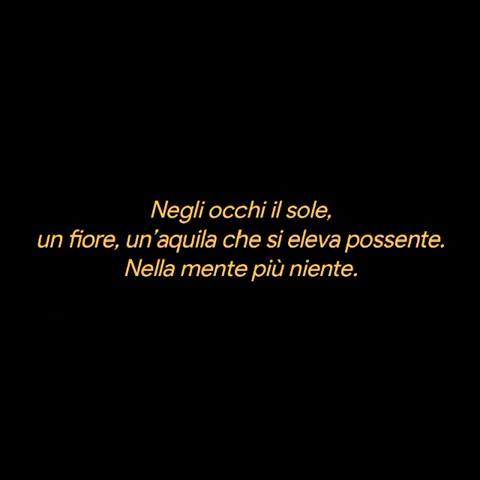 Negli occhi il sole,
un fiore, un’aquila che si eleva possente.
Nella mente più niente.